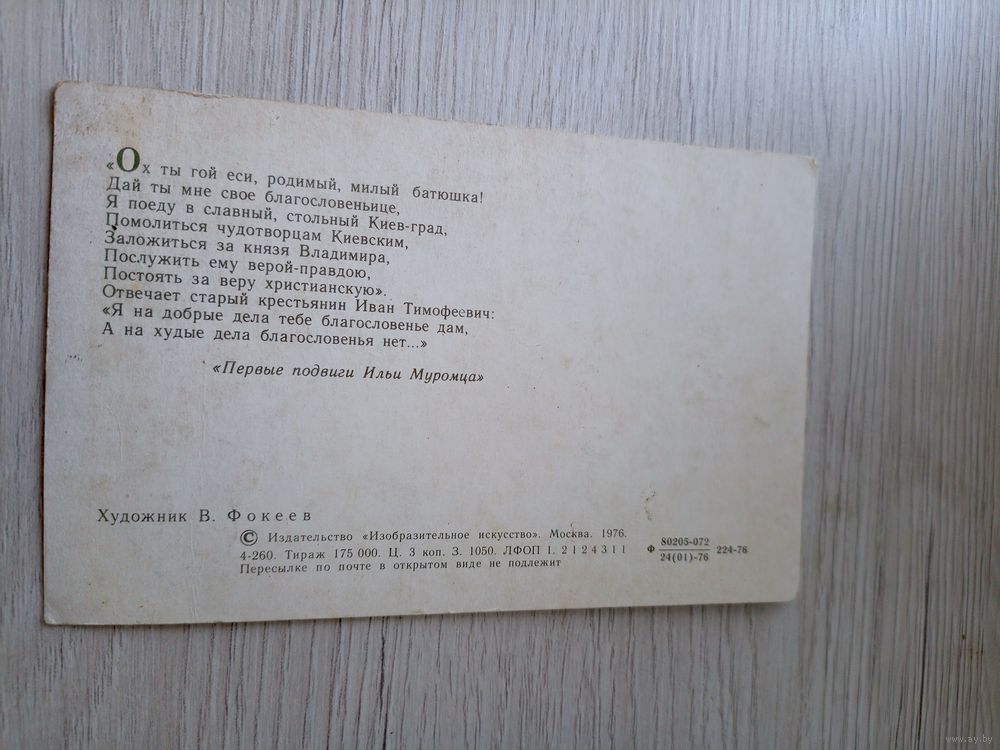 «Ох ты гой еси, родимый, милый батюшка!
Дай ты мне свое благословеньице,
Я поеду в славный, стольный Киев-град,
Помолиться чудотворцам Киевским,
Заложиться за князя Владимира,
Послужить ему верой-правдою,
Постоять за веру христианскую».
Отвечает старый крестьянин Иван Тимофеевич:
«Я на добрые дела тебе благословенье дам,
А на худые дела благословенья нет...»
«Первые подвиги Ильи Муромца»
Художник В. Фокеев
© Издательство «Изобразительное искусство». Москва. 1976.
4-260. Тираж 175 000. Ц. 3 коп. З. 1050. ЛФОП 1. 2 1 2 4 3 1 1
Пересылке по почте в открытом виде не подлежит
Ф 80205-072
24(01)-76 224-76
www.ay.by